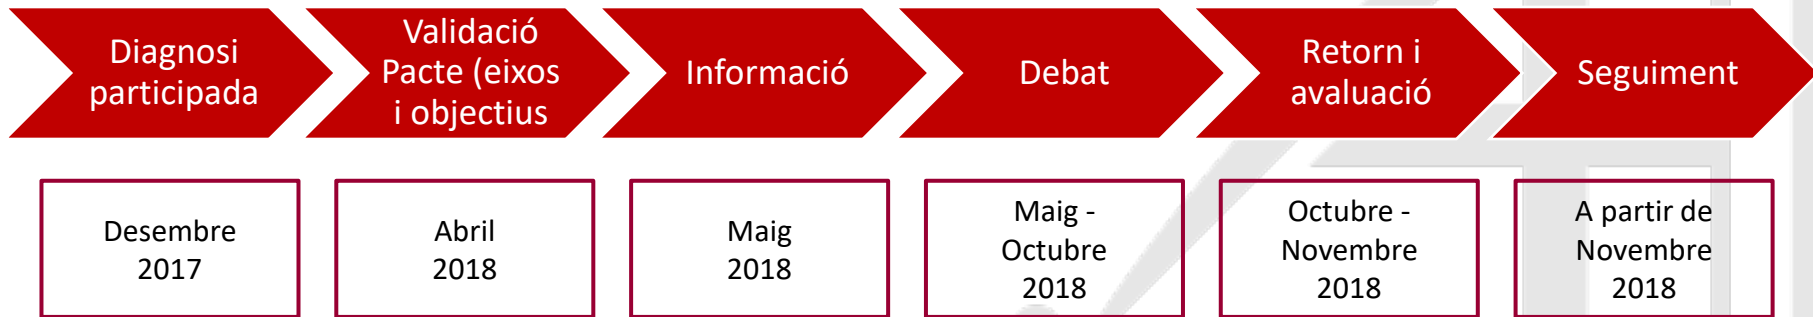 Diagnosi
participada
Validació
Pacte (eixos
i objectius
Informació
Debat
Retorn i
avaluació
Seguiment
Desembre
2017
Abril
2018
Maig
2018
Maig -
Octubre
2018
Octubre -
Novembre
2018
A partir de
Novembre
2018